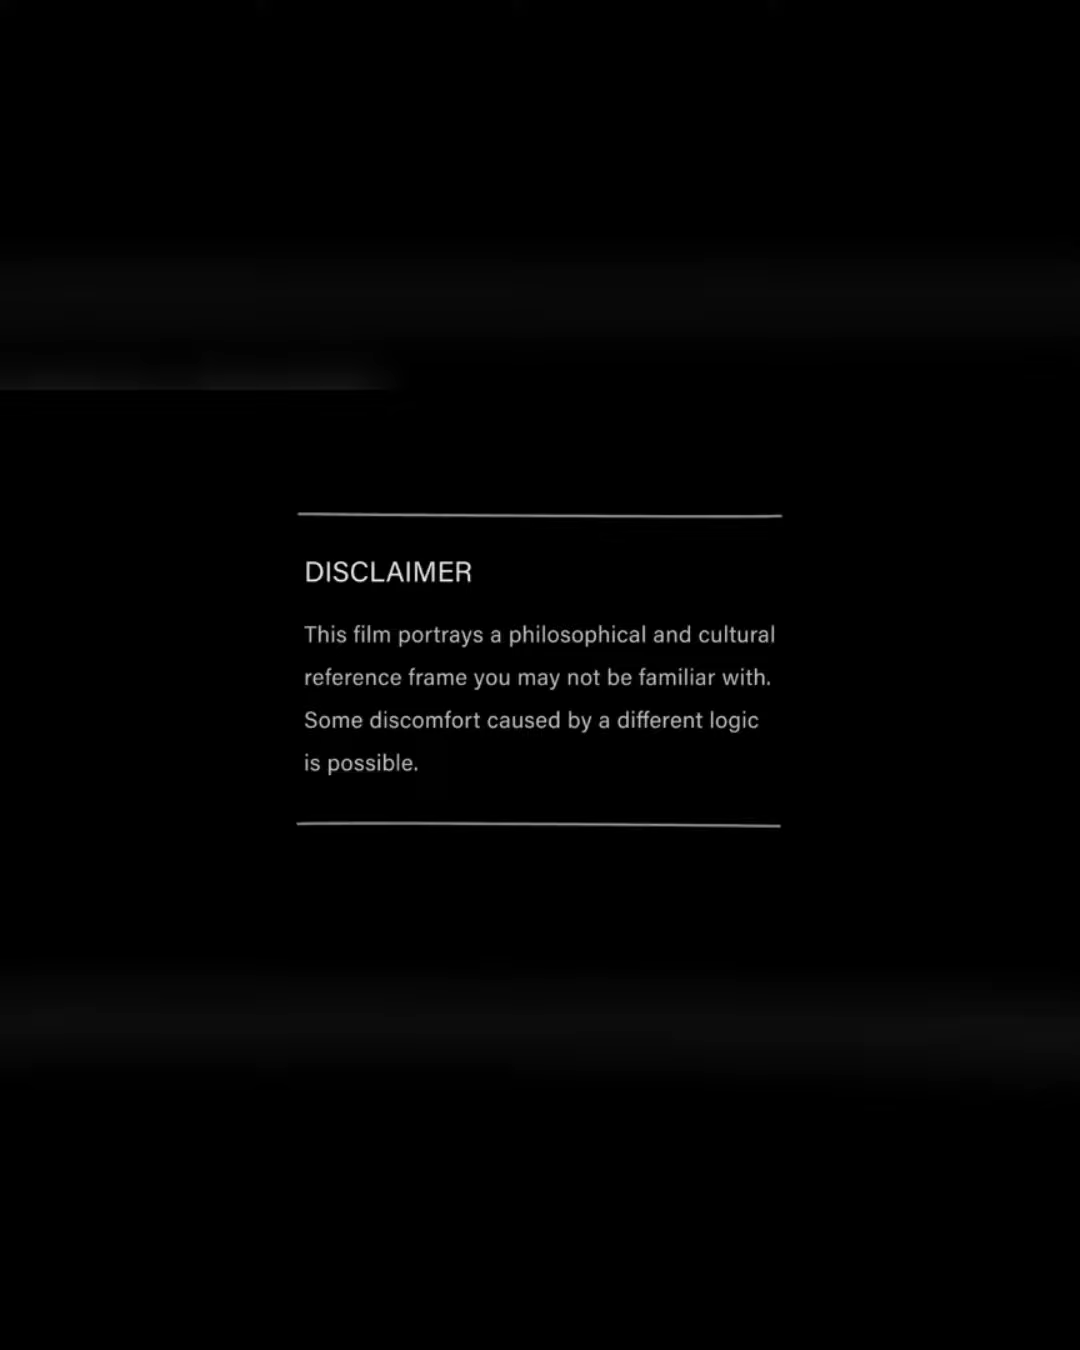 DISCLAIMER
This film portrays a philosophical and cultural
reference frame you may not be familiar with.
Some discomfort caused by a different logic
is possible.